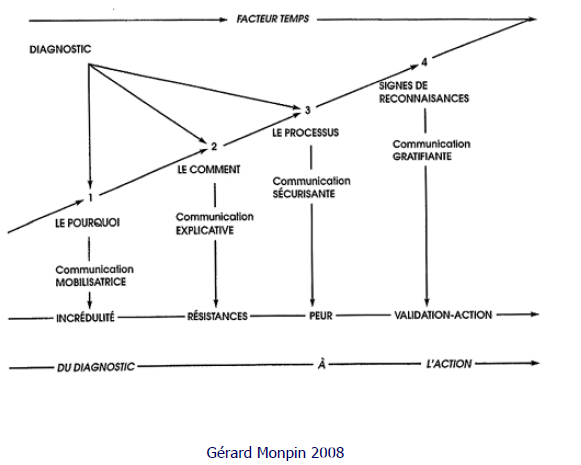 FACTEUR TEMPS
DIAGNOSTIC
4
SIGNES DE
RECONNAISANCES
3
LE PROCESSUS
Communication
GRATIFIANTE
2
LE COMMENT
Communication
SÉCURISANTE
1
LE POURQUOI
Communication
EXPLICATIVE
Communication
MOBILISATRICE
INCRÉDULITÉ RÉSISTANCES PEUR VALIDATION-ACTION
DU DIAGNOSTIC À L'ACTION
Gérard Monpin 2008